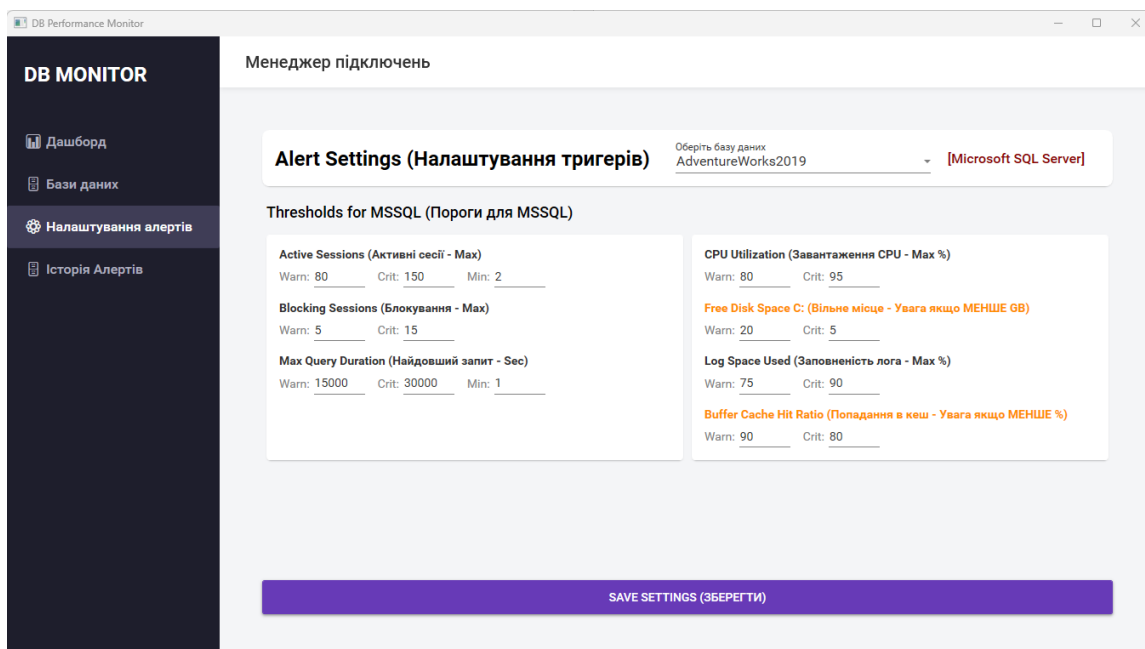 DB Performance Monitor
DB MONITOR
Дашборд
Бази даних
Налаштування алертів
Історія Алертів
Менеджер підключень
Alert Settings (Налаштування тригерів)
Оберіть базу даних
AdventureWorks2019
[Microsoft SQL Server]
Thresholds for MSSQL (Пороги для MSSQL)
Active Sessions (Активні сесії - Max)
Warn: 80 Crit: 150 Min: 2
Blocking Sessions (Блокування - Max)
Warn: 5 Crit: 15
Max Query Duration (Найдовший запит - Sec)
Warn: 15000 Crit: 30000 Min: 1
CPU Utilization (Завантаження CPU - Max %)
Warn: 80 Crit: 95
Free Disk Space C: (Вільне місце - Увага якщо МЕНШЕ GB)
Warn: 20 Crit: 5
Log Space Used (Заповненість лога - Max %)
Warn: 75 Crit: 90
Buffer Cache Hit Ratio (Попадання в кеш - Увага якщо МЕНШЕ %)
Warn: 90 Crit: 80
SAVE SETTINGS (ЗБЕРЕГТИ)